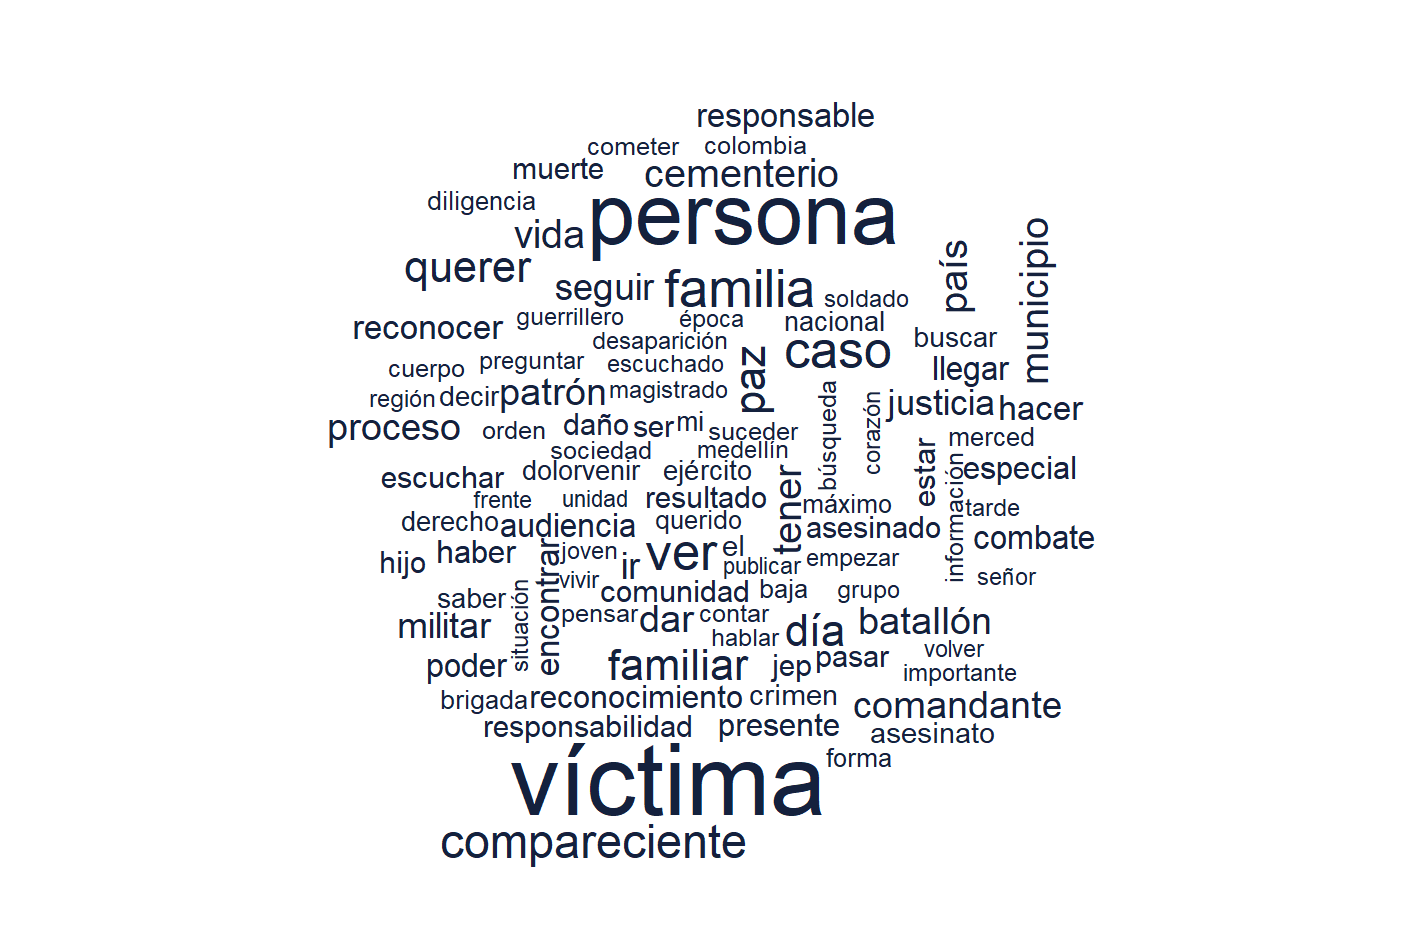 responsable
cometer colombia
muerte cementerio
diligencia persona
vida
querer
seguir familia soldado país municipio
reconocer guerrillero época nacional
desaparición caso buscar
cuerpo preguntar escuchado paz llegar
región decir patrón magistrado búsqueda corazón justicia hacer
proceso orden daño ser mi suceder merced
sociedad medellín
escuchar dolor venir ejército tener estar información especial
frente unidad resultado máximo tarde
derecho audiencia querido asesinado combate
hijo haber encontrar joven ir ver el empezar
publicar señor
vivir comunidad baja grupo
saber situación pensar dar contar
militar hablar día batallón
poder familiar jep pasar volver
importante
brigada reconocimiento crimen comandante
responsabilidad presente asesinato
víctima forma
compareciente